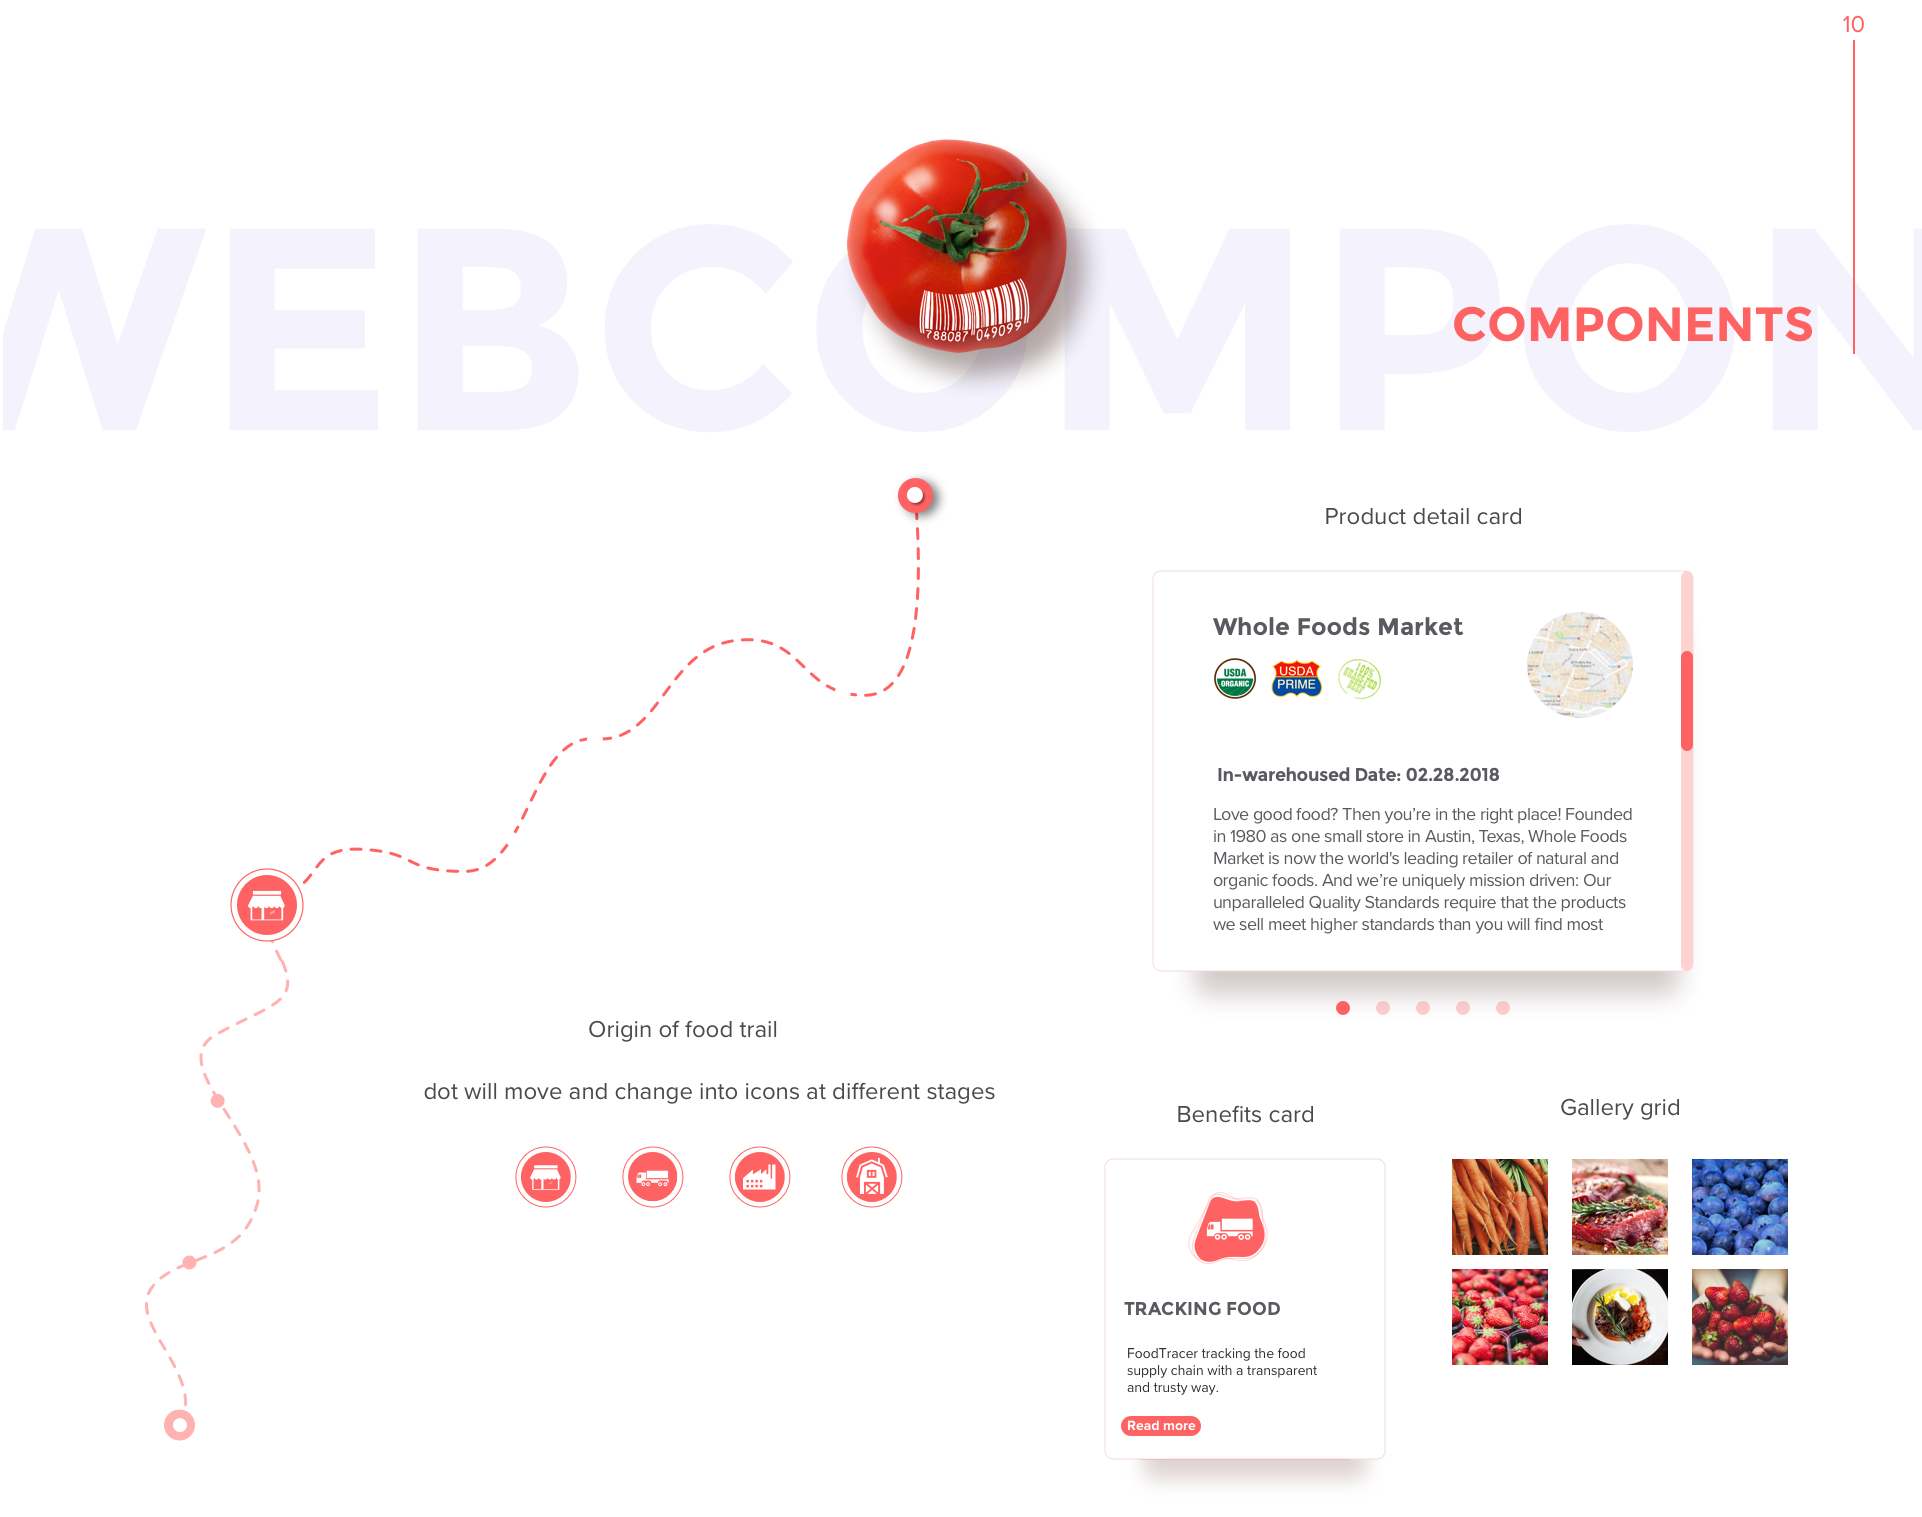 10
WEBCOMPON
788087 049099
COMPONENTS
Product detail card
Whole Foods Market
USDA
ORGANIC
USDA
PRIME
In-warehoused Date: 02.28.2018
Love good food? Then you’re in the right place! Founded
in 1980 as one small store in Austin, Texas, Whole Foods
Market is now the world's leading retailer of natural and
organic foods. And we’re uniquely mission driven: Our
unparalleled Quality Standards require that the products
we sell meet higher standards than you will find most
Origin of food trail
dot will move and change into icons at different stages
Benefits card
TRACKING FOOD
FoodTracer tracking the food
supply chain with a transparent
and trusty way.
Read more
Gallery grid